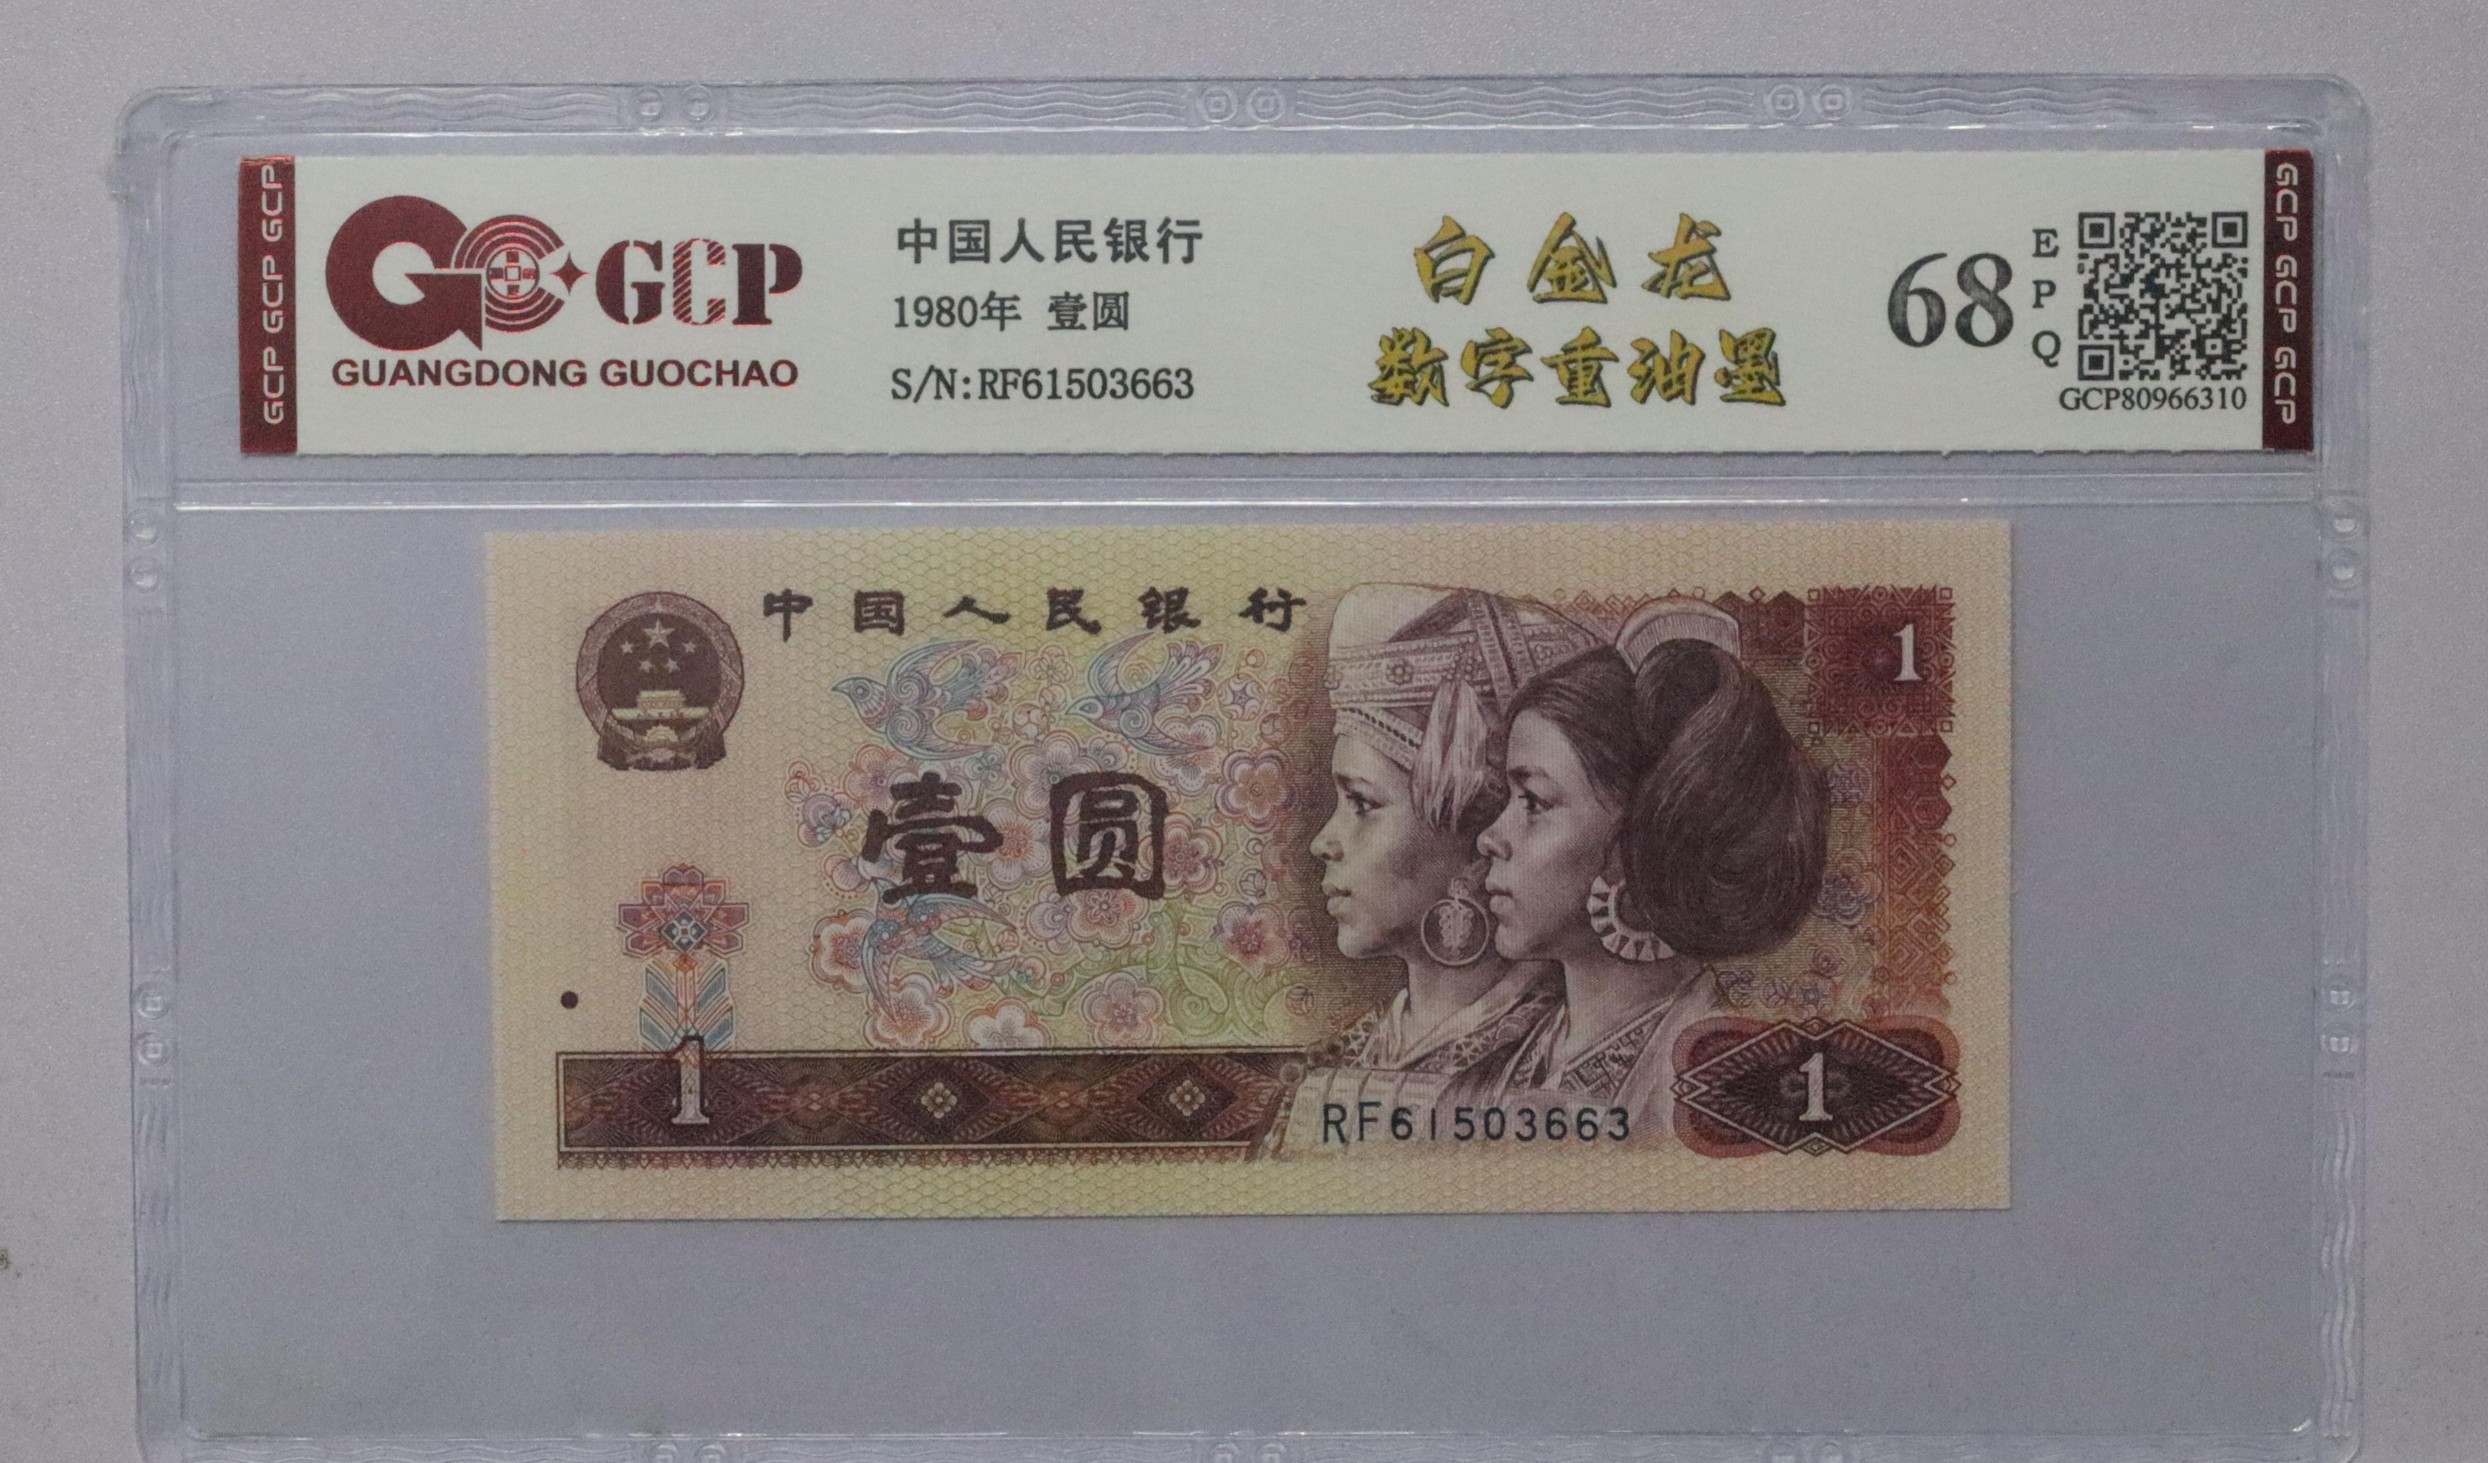 GCP GCP GCP
GCP
GUANGDONG GUOCHAO
中国人民银行
1980年 壹圆
S/N:RF61503663
白金龙
数字重油墨
68
E
P
Q
GCP80966310
GCP GCP GCP
中国人民银行
1
壹圆
1
RF61503663
1